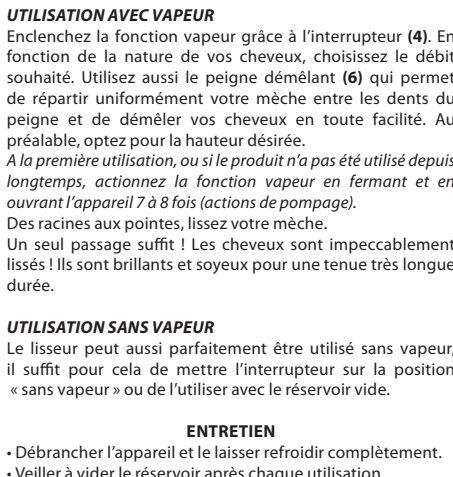 UTILISATION AVEC VAPEUR
Enclenchez la fonction vapeur grâce à l’interrupteur (4). En
fonction de la nature de vos cheveux, choisissez le débit
souhaité. Utilisez aussi le peigne démêlant (6) qui permet
de répartir uniformément votre mèche entre les dents du
peigne et de démêler vos cheveux en toute facilité. Au
préalable, optez pour la hauteur désirée.
A la première utilisation, ou si le produit n’a pas été utilisé depuis
longtemps, actionnez la fonction vapeur en fermant et en
ouvrant l’appareil 7 à 8 fois (actions de pompage).
Des racines aux pointes, lissez votre mèche.
Un seul passage suffit ! Les cheveux sont impeccablement
lissés ! Ils sont brillants et soyeux pour une tenue très longue
durée.
UTILISATION SANS VAPEUR
Le lisseur peut aussi parfaitement être utilisé sans vapeur,
il suffit pour cela de mettre l’interrupteur sur la position
« sans vapeur » ou de l’utiliser avec le réservoir vide.
ENTRETIEN
• Débrancher l’appareil et le laisser refroidir complètement.
• Veiller à vider le réservoir après chaque utilisation